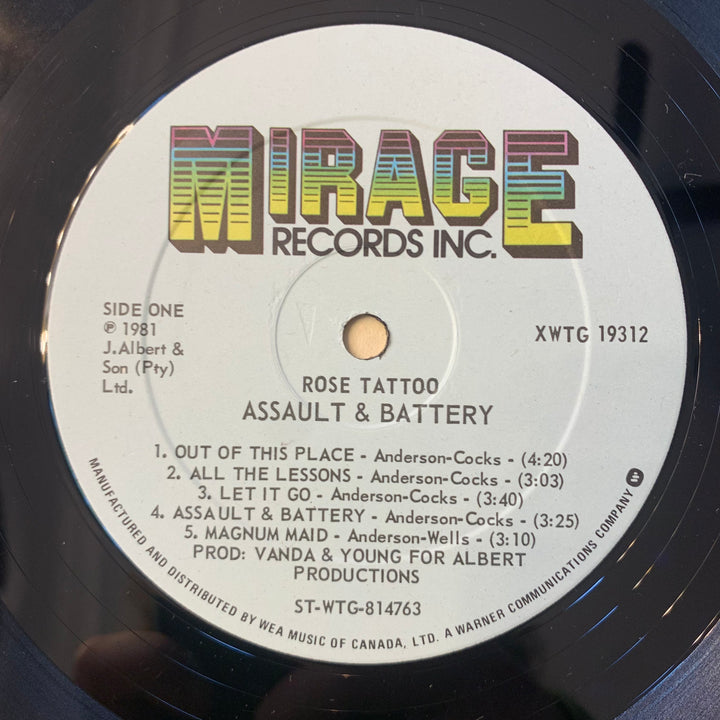 MIRAGE
RECORDS INC.
SIDE ONE
℗ 1981
J.Albert &
Son (Pty)
Ltd.
XWTG 19312
ROSE TATTOO
ASSAULT & BATTERY
1. OUT OF THIS PLACE - Anderson-Cocks - (4:20)
2. ALL THE LESSONS - Anderson-Cocks - (3:03)
3. LET IT GO - Anderson-Cocks - (3:40)
4. ASSAULT & BATTERY - Anderson-Cocks - (3:25)
5. MAGNUM MAID - Anderson-Wells - (3:10)
PROD: VANDA & YOUNG FOR ALBERT
PRODUCTIONS
ST-WTG-814763
MANUFACTURED AND DISTRIBUTED BY WEA MUSIC OF CANADA, LTD. A WARNER COMMUNICATIONS COMPANY